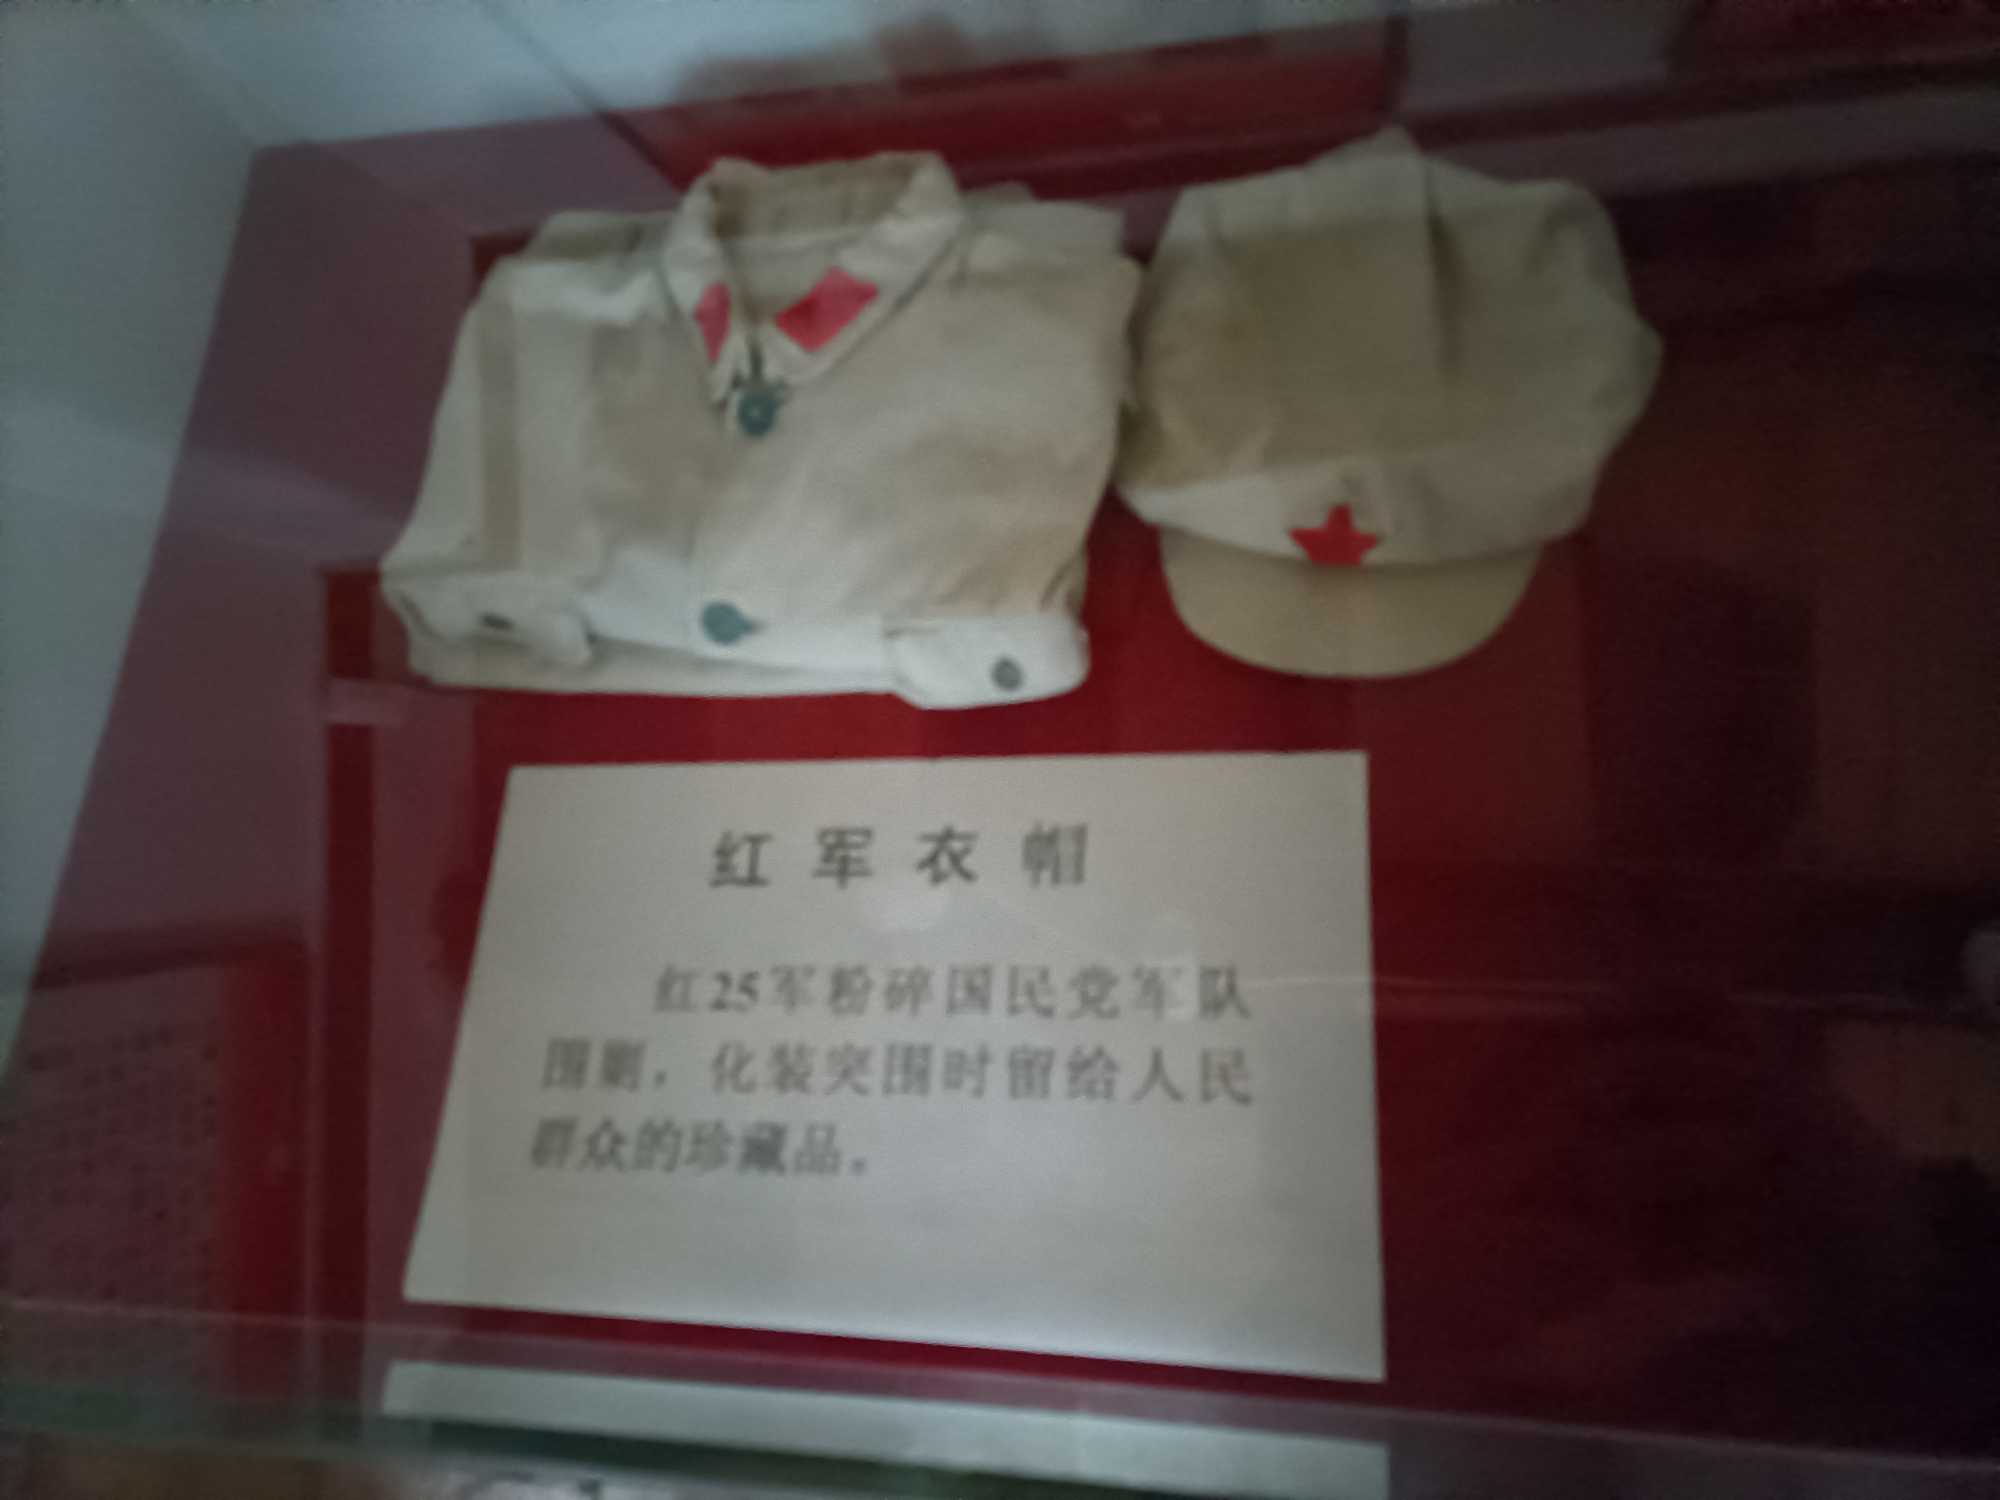 红军衣帽
红25军粉碎国民党军队
围剿，化装突围时留给人民
群众的珍藏品。